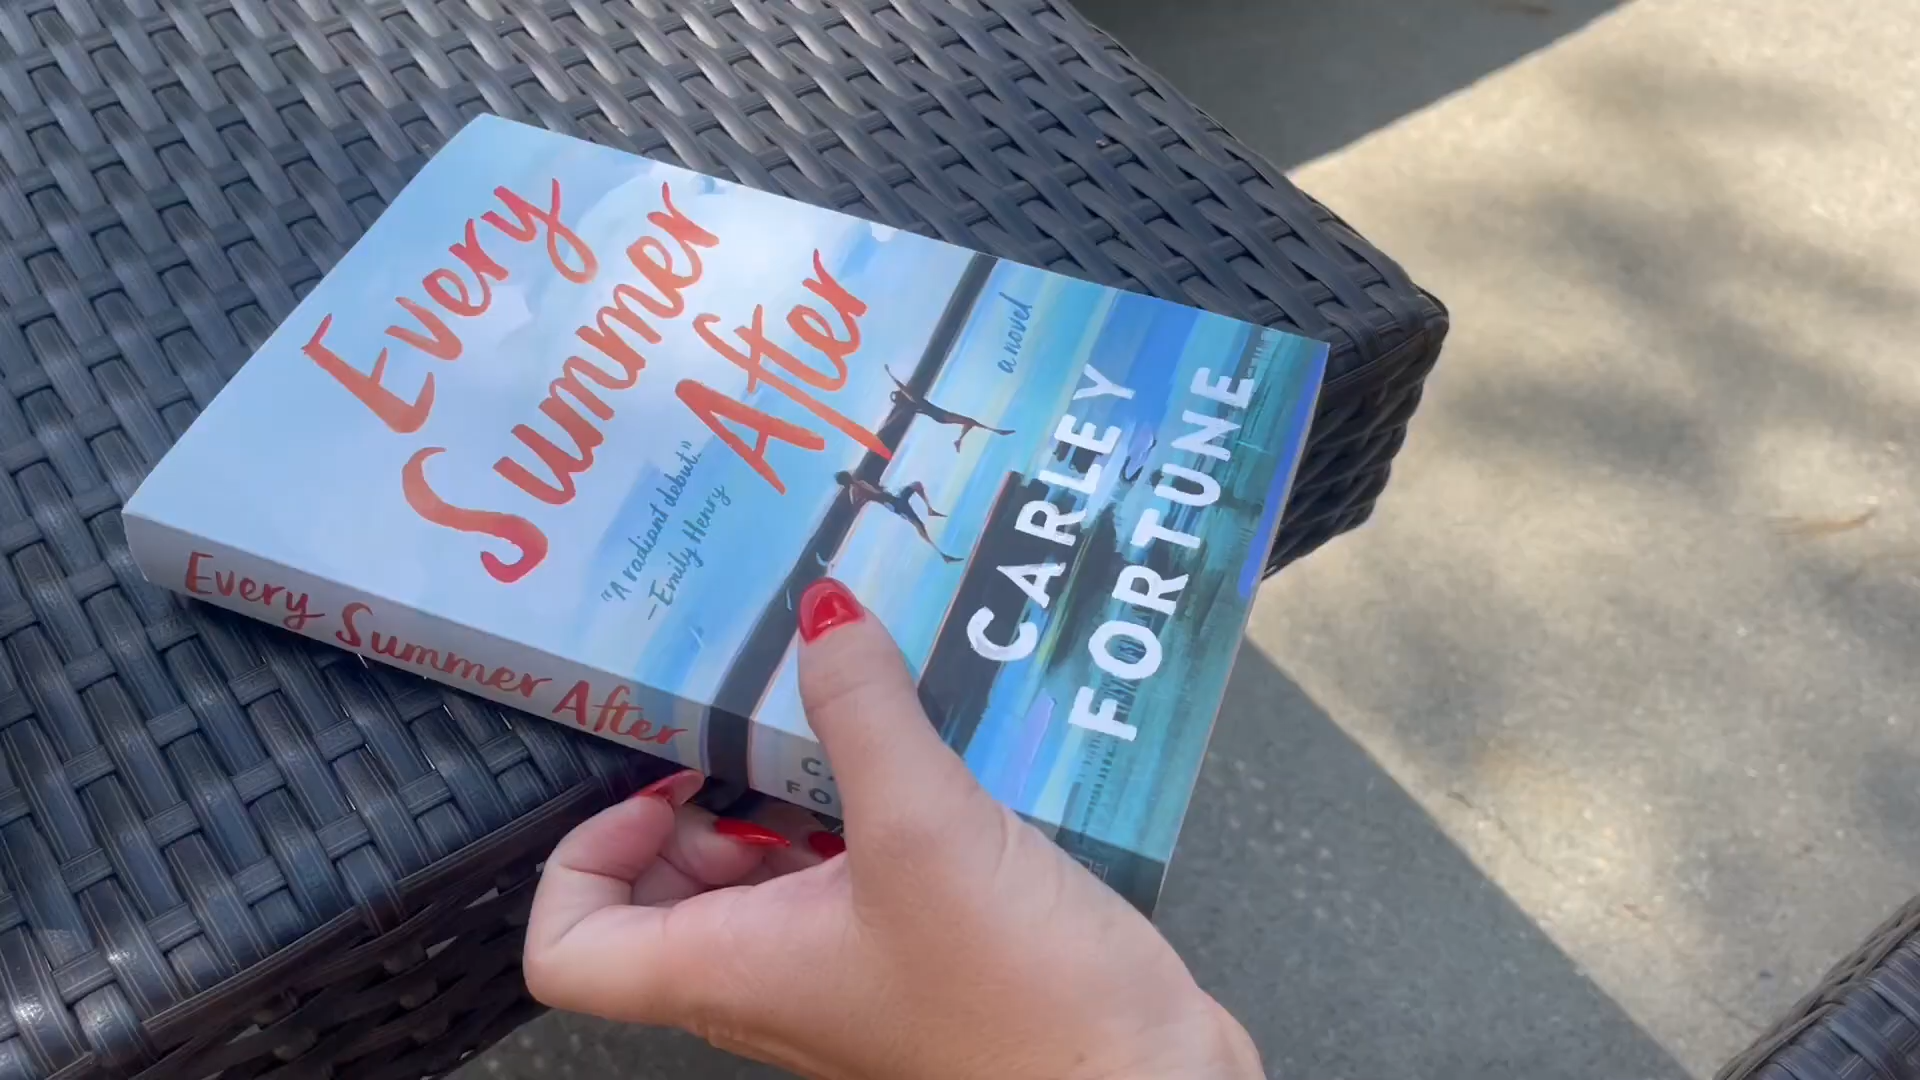 Every
Summer
After
"A radiant debut."
—Emily Henry
a novel
CARLEY
FORTUNE
Every Summer After